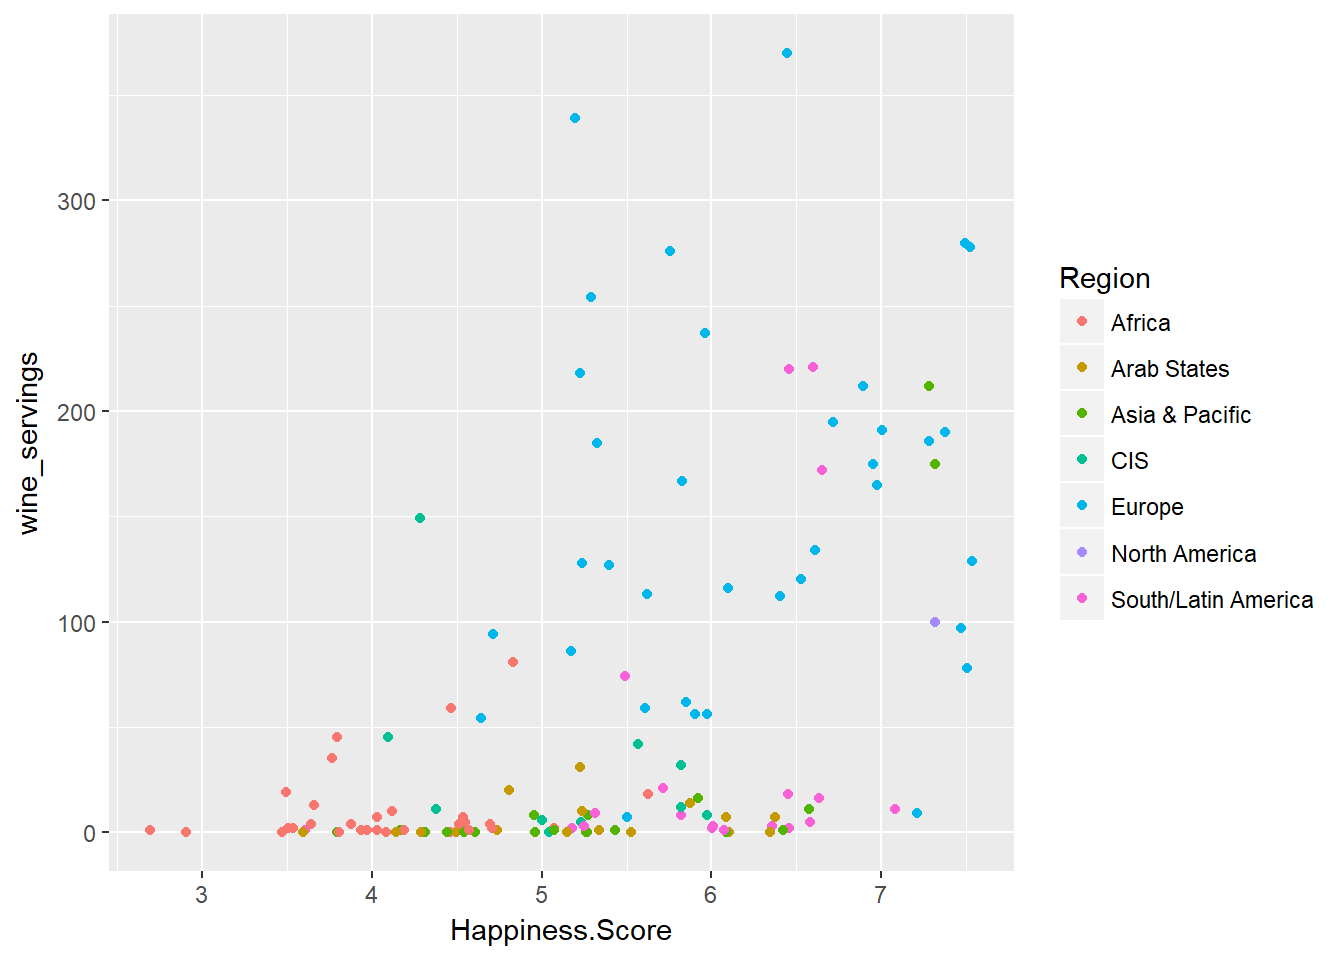 300
200
100
0
wine_servings
3 4 5 6 7
Happiness.Score
Region
Africa
Arab States
Asia & Pacific
CIS
Europe
North America
South/Latin America